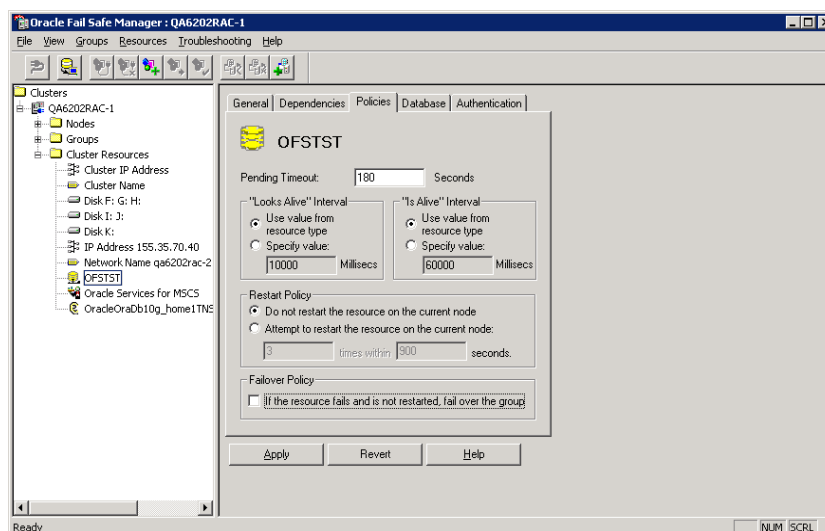 Oracle Fail Safe Manager : QA6202RAC-1
File View Groups Resources Troubleshooting Help
Clusters
QA6202RAC-1
Nodes
Groups
Cluster Resources
Cluster IP Address
Cluster Name
Disk F: G: H:
Disk I: J:
Disk K:
IP Address 155.35.70.40
Network Name qa6202rac-2
OFSTST
Oracle Services for MSCS
OracleOraDb10g_home1TNS
General Dependencies Policies Database Authentication
OFSTST
Pending Timeout: 180 Seconds
"Looks Alive" Interval
Use value from
resource type
Specify value:
10000 Millisecs
"Is Alive" Interval
Use value from
resource type
Specify value:
60000 Millisecs
Restart Policy
Do not restart the resource on the current node
Attempt to restart the resource on the current node:
3 times within 900 seconds.
Failover Policy
If the resource fails and is not restarted, fail over the group
Apply Revert Help
Ready NUM SCRL